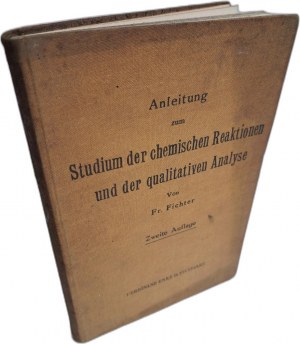 Anleitung
zum
Studium der chemischen Reaktionen
und der qualitativen Analyse
Von
Fr. Fichter
Zweite Auflage